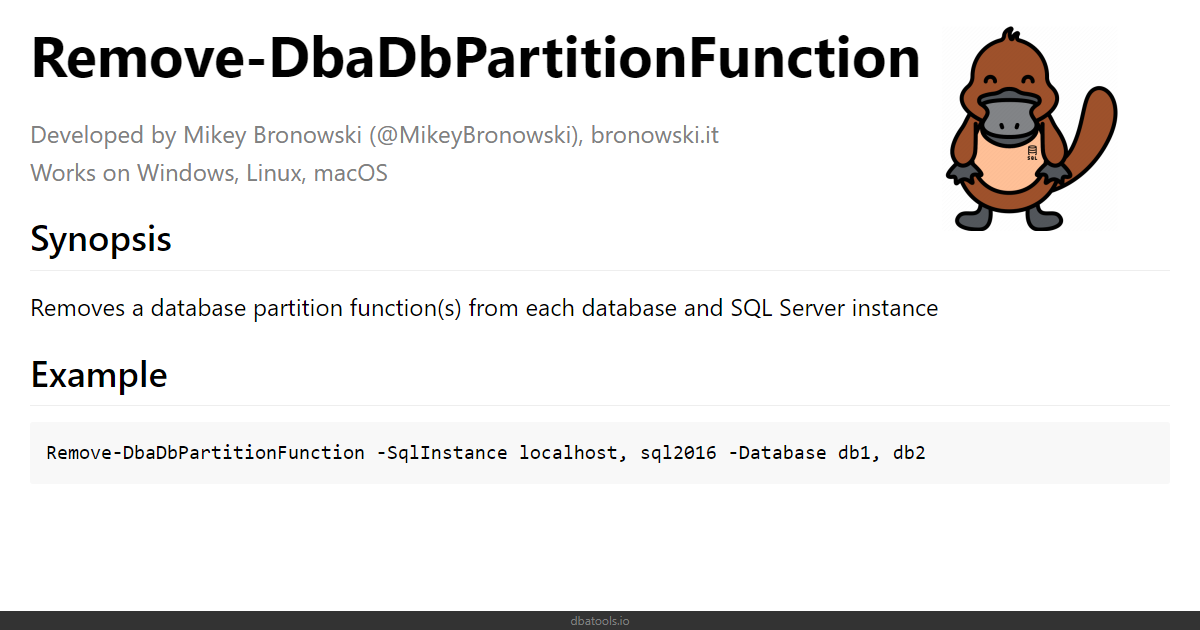 Remove-DbaDbPartitionFunction
Developed by Mikey Bronowski (@MikeyBronowski), bronowski.it
Works on Windows, Linux, macOS
SQL
Synopsis
Removes a database partition function(s) from each database and SQL Server instance
Example
Remove-DbaDbPartitionFunction -SqlInstance localhost, sql2016 -Database db1, db2
dbatools.io